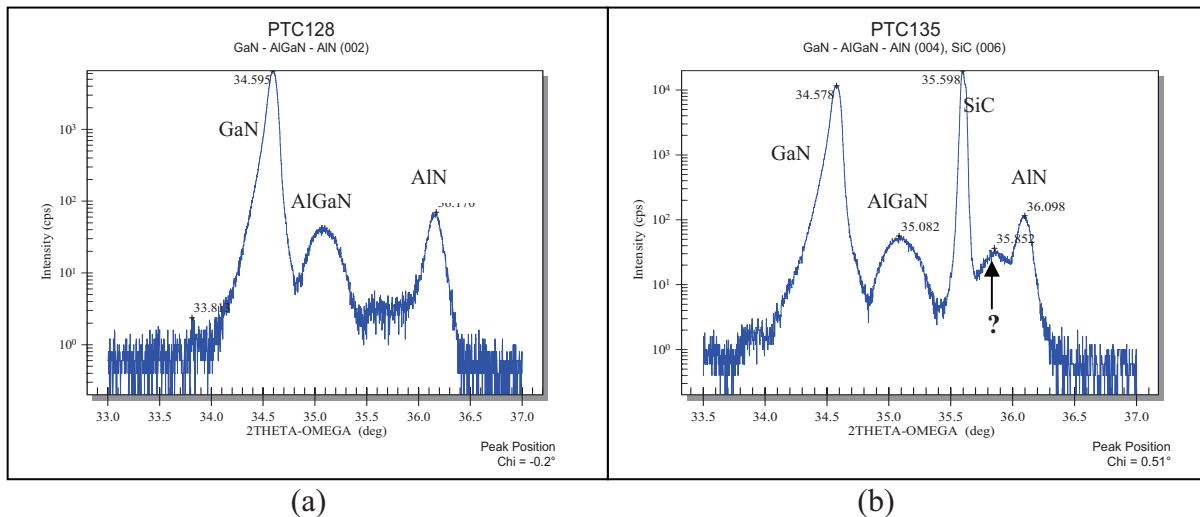 PTC128
GaN - AlGaN - AlN (002)
34.595
GaN
AlGaN
AlN
10³
10²
10¹
10⁰
Intensity (cps)
33.0 33.5 34.0 34.5 35.0 35.5 36.0 36.5 37.0
2THETA-OMEGA (deg)
Peak Position
Chi = -0.2°
(a)
PTC135
GaN - AlGaN - AlN (004), SiC (006)
34.578
35.598
SiC
GaN
AlGaN
AlN
35.082
36.098
35.852
?
10⁴
10³
10²
10¹
10⁰
Intensity (cps)
33.5 34.0 34.5 35.0 35.5 36.0 36.5 37.0
2THETA-OMEGA (deg)
Peak Position
Chi = 0.51°
(b)